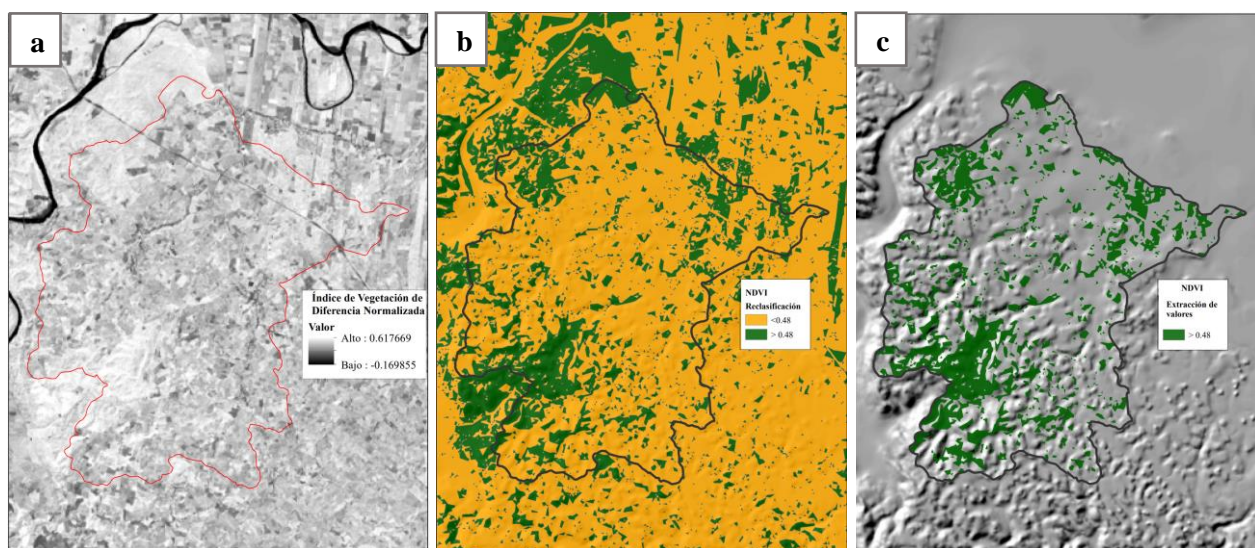 a
Índice de Vegetación de
Diferencia Normalizada
Valor
Alto : 0.617669
Bajo : -0.169855
b
NDVI
Reclasificación
<0.48
> 0.48
c
NDVI
Extracción de
valores
> 0.48